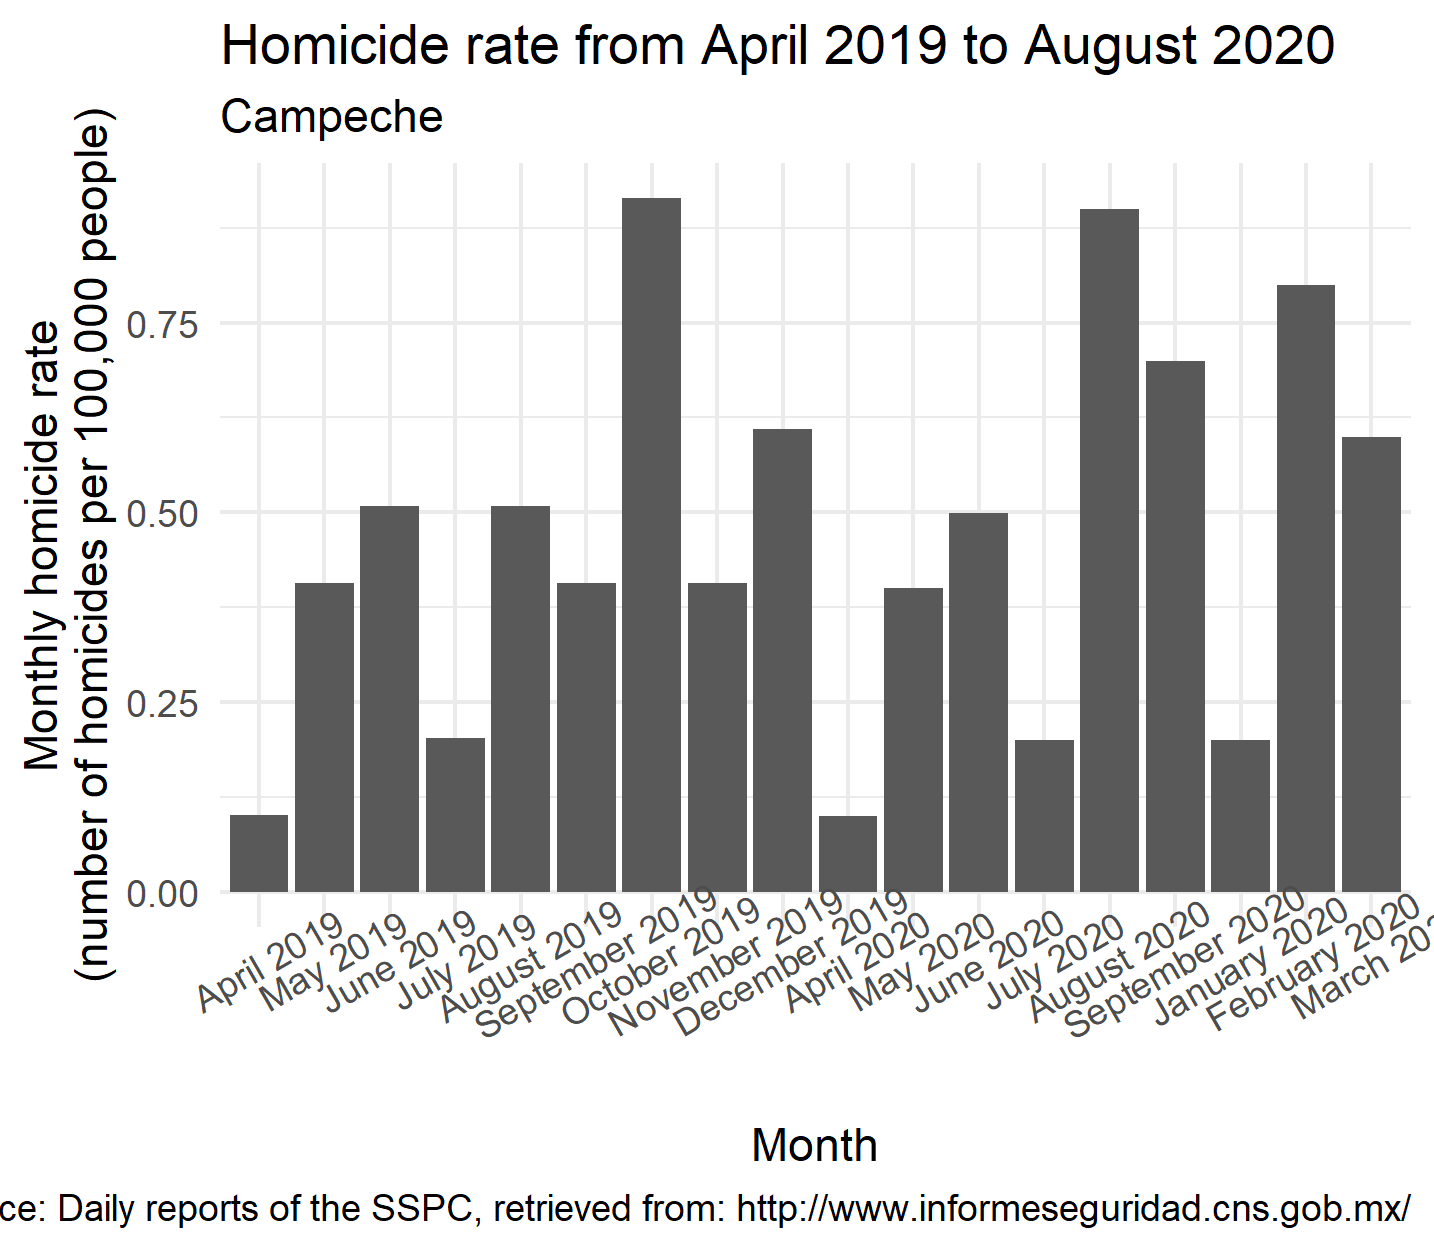 Homicide rate from April 2019 to August 2020
Campeche
Monthly homicide rate
(number of homicides per 100,000 people)
0.75
0.50
0.25
0.00
April 2019
May 2019
June 2019
July 2019
August 2019
September 2019
October 2019
November 2019
December 2019
April 2020
May 2020
June 2020
July 2020
August 2020
September 2020
January 2020
February 2020
March 202
Month
ce: Daily reports of the SSPC, retrieved from: http://www.informeseguridad.cns.gob.mx/